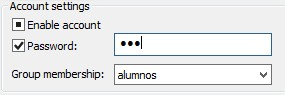 Account settings
Enable account
Password: •••
Group membership: alumnos